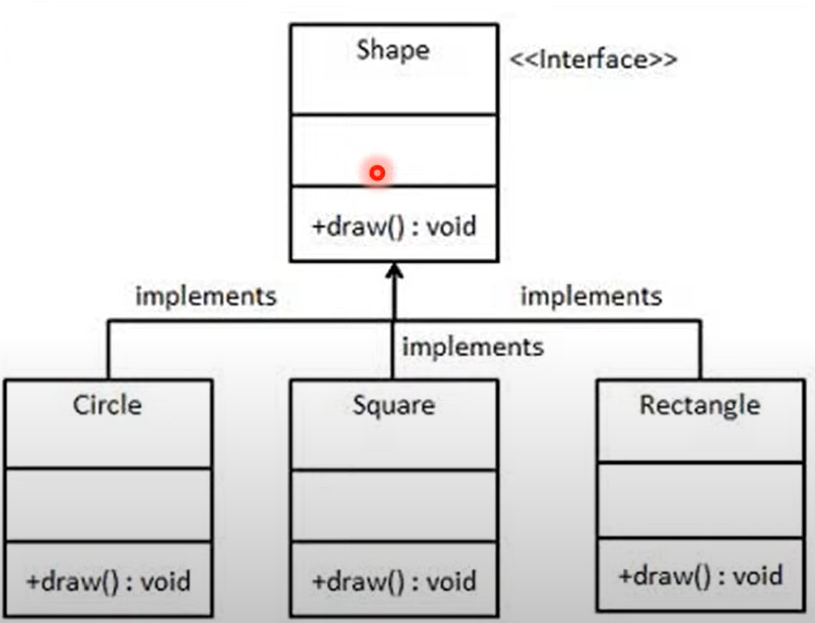 Shape
<<Interface>>
+draw() : void
implements
implements
implements
Circle
Square
Rectangle
+draw() : void
+draw() : void
+draw() : void